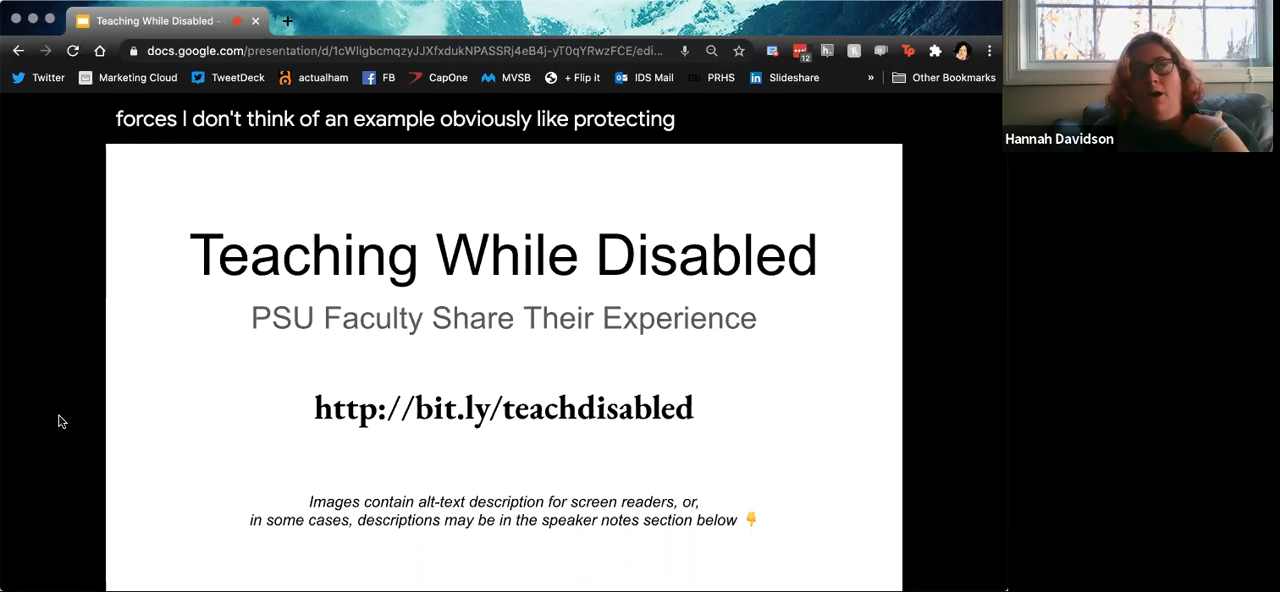 Teaching While Disabled -
docs.google.com/presentation/d/1cWligbcmqzyJJXfxdukNPASSRj4eB4j-yT0qYRwzFCE/edi...
12
Twitter Marketing Cloud TweetDeck actualham FB CapOne MVSB + Flip it IDS Mail PRHS Slideshare » Other Bookmarks
forces I don't think of an example obviously like protecting
Hannah Davidson
Teaching While Disabled
PSU Faculty Share Their Experience
http://bit.ly/teachdisabled
Images contain alt-text description for screen readers, or,
in some cases, descriptions may be in the speaker notes section below 👇